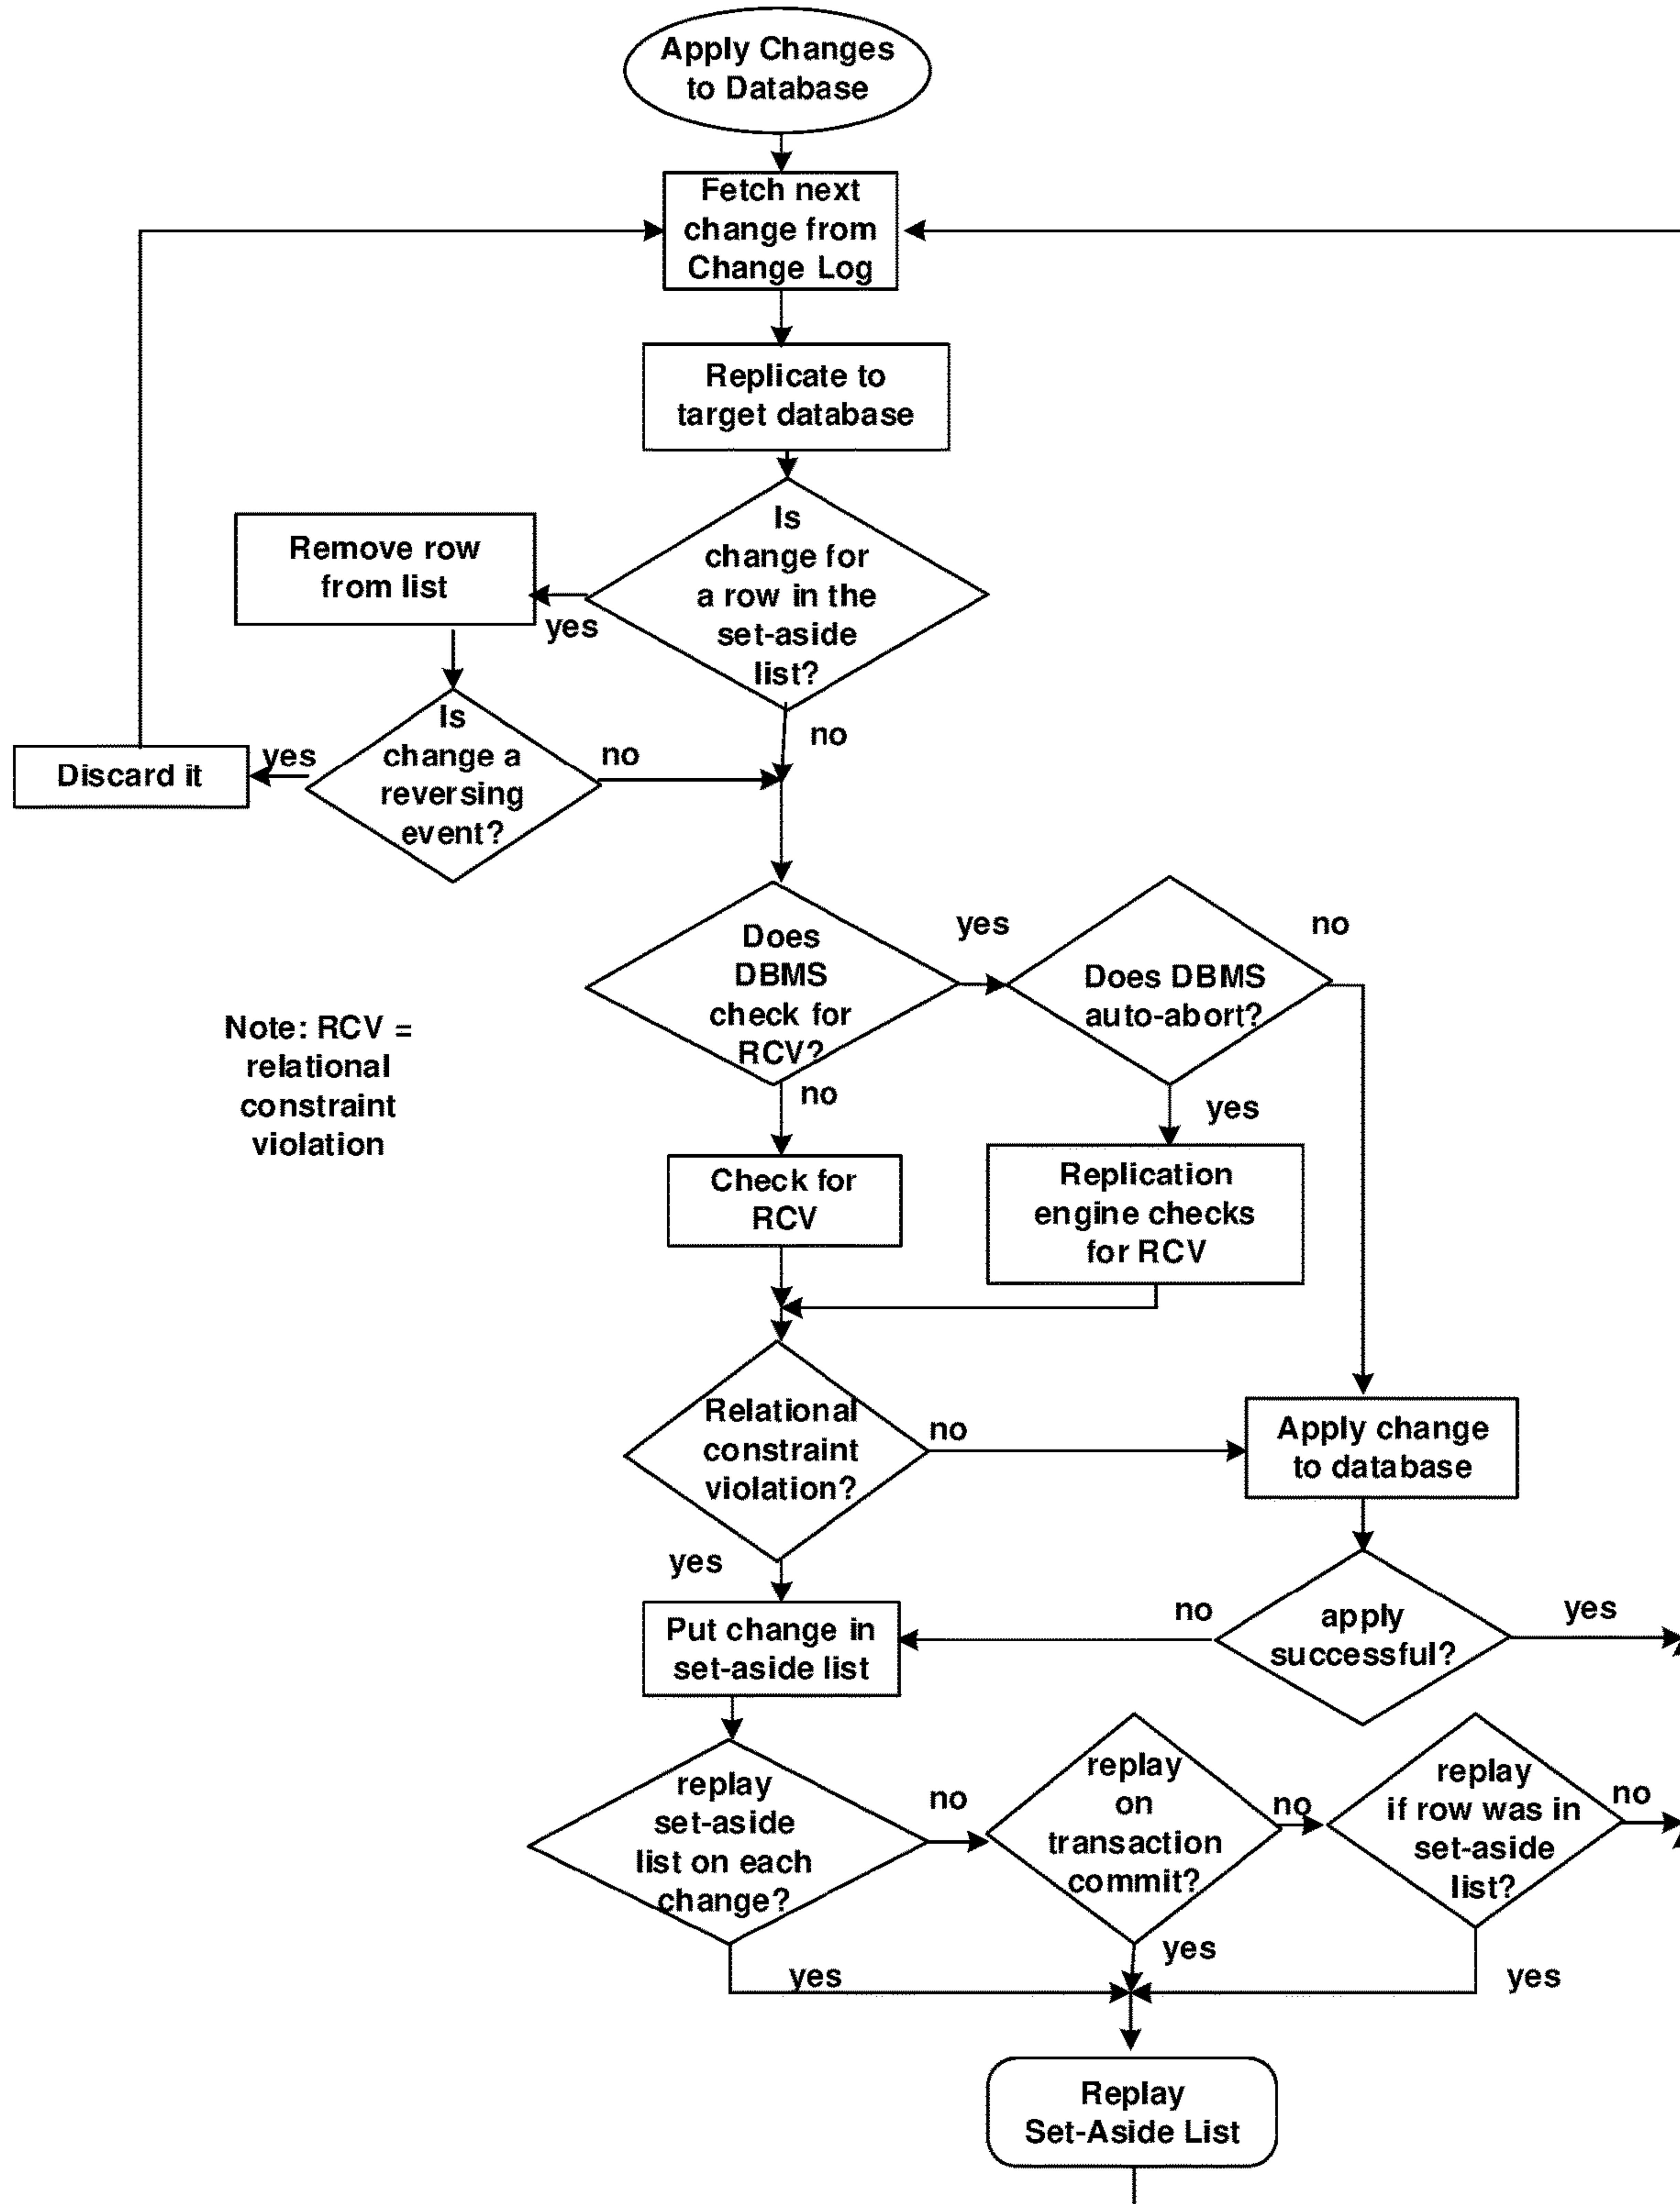 Apply Changes
to Database
Fetch next
change from
Change Log
Replicate to
target database
Is
change for
a row in the
set-aside
list?
yes
no
Remove row
from list
Is
change a
reversing
event?
yes
no
Discard it
Does
DBMS
check for
RCV?
yes
no
Does DBMS
auto-abort?
no
yes
Note: RCV =
relational
constraint
violation
Check for
RCV
Replication
engine checks
for RCV
Relational
constraint
violation?
no
yes
Apply change
to database
apply
successful?
no
yes
Put change in
set-aside list
replay
set-aside
list on each
change?
no
yes
replay
on
transaction
commit?
no
yes
replay
if row was in
set-aside
list?
no
yes
Replay
Set-Aside List